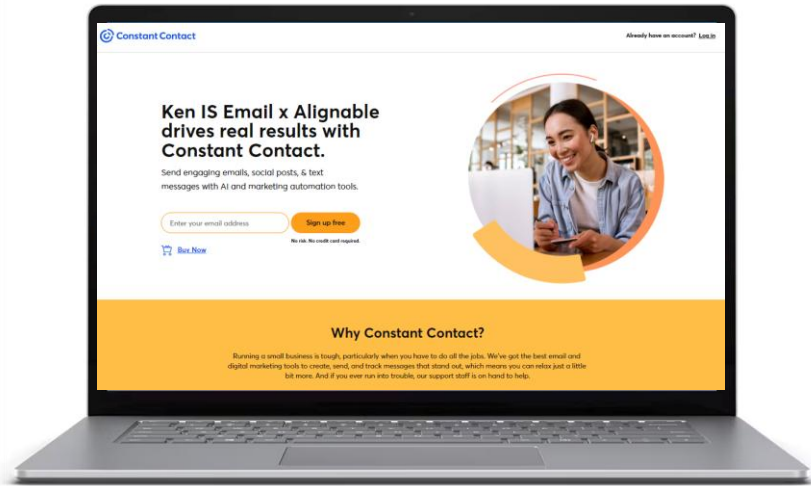 Constant Contact
Already have an account? Log in
Ken IS Email x Alignable
drives real results with
Constant Contact.
Send engaging emails, social posts, & text
messages with AI and marketing automation tools.
Enter your email address
Sign up free
No risk. No credit card required.
Buy Now
Why Constant Contact?
Running a small business is tough, particularly when you have to do all the jobs. We've got the best email and
digital marketing tools to create, send, and track messages that stand out, which means you can relax just a little
bit more. And if you ever run into trouble, our support staff is on hand to help.